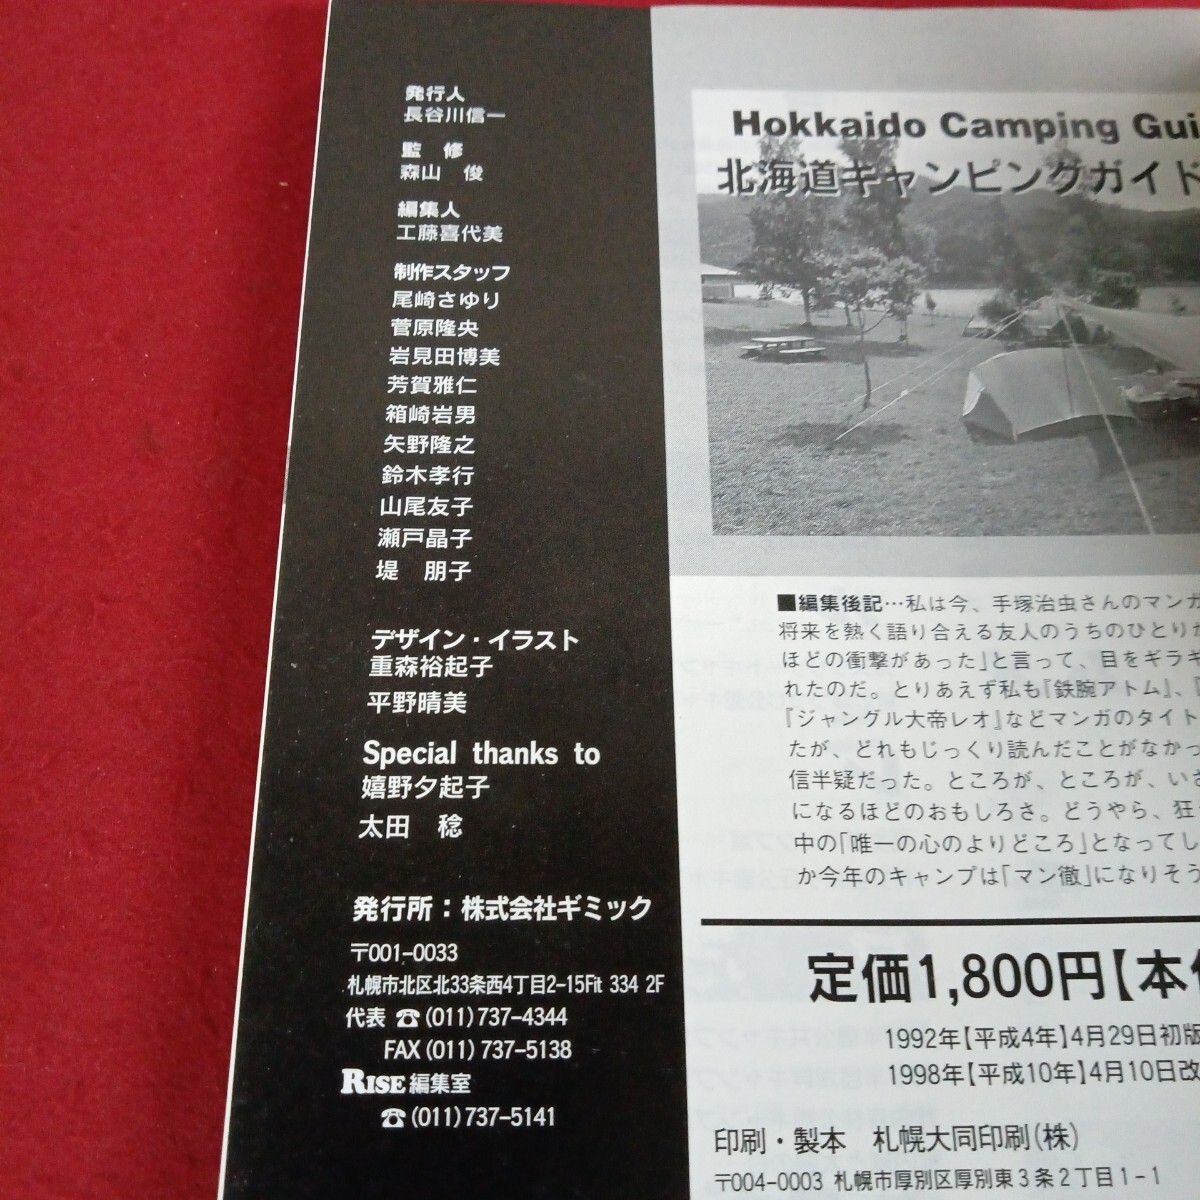 発行人
長谷川信一
監　修
森山　俊
編集人
工藤喜代美
制作スタッフ
尾崎さゆり
菅原隆央
岩見田博美
芳賀雅仁
箱崎岩男
矢野隆之
鈴木孝行
山尾友子
瀬戸晶子
堤　朋子
デザイン・イラスト
重森裕起子
平野晴美
Special thanks to
嬉野夕起子
太田　稔
発行所：株式会社ギミック
〒001-0033
札幌市北区北33条西4丁目2-15Fit 334 2F
代表 ☎(011)737-4344
FAX(011)737-5138
RISE編集室
☎(011)737-5141
Hokkaido Camping Gui
北海道キャンピングガイド
■編集後記…私は今、手塚治虫さんのマンガ
将来を熱く語り合える友人のうちのひとりが
ほどの衝撃があった」と言って、目をギラギ
れたのだ。とりあえず私も『鉄腕アトム』、『
『ジャングル大帝レオ』などマンガのタイト
たが、どれもじっくり読んだことがなかっ
信半疑だった。ところが、ところが、いざ
になるほどのおもしろさ。どうやら、狂
中の「唯一の心のよりどころ」となってし
か今年のキャンプは「マン徹」になりそう
定価1,800円【本
1992年【平成4年】4月29日初版
1998年【平成10年】4月10日改
印刷・製本　札幌大同印刷(株)
〒004-0003 札幌市厚別区厚別東3条2丁目1-1